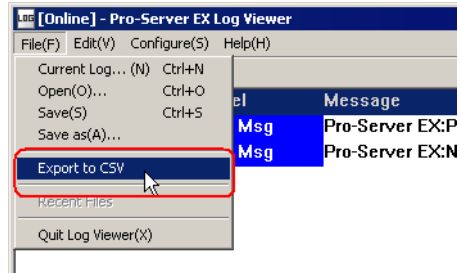 LOG [Online] - Pro-Server EX Log Viewer
File(F) Edit(V) Configure(S) Help(H)
Current Log... (N) Ctrl+N
Open(O)... Ctrl+O
Save(S) Ctrl+S
Save as(A)...
Export to CSV
Recent Files
Quit Log Viewer(X)
el Message
Msg Pro-Server EX:P
Msg Pro-Server EX:N